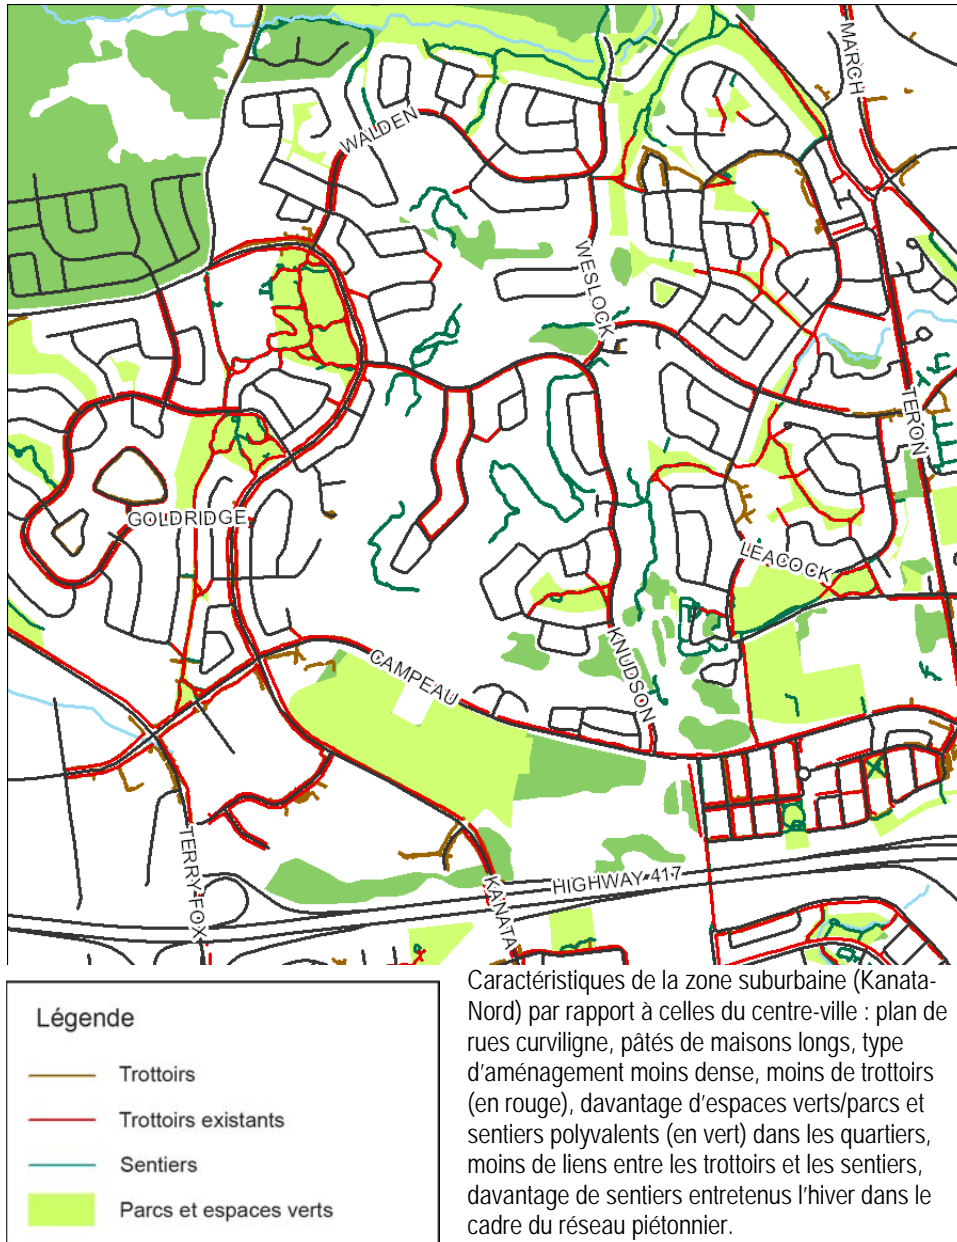 MARCH
WALDEN
WESLOCK
TERON
GOLDRIDGE
LEACOCK
KNUDSON
CAMPEAU
TERRY FOX
KANATA
HIGHWAY 417
Légende
Trottoirs
Trottoirs existants
Sentiers
Parcs et espaces verts
Caractéristiques de la zone suburbaine (Kanata-
Nord) par rapport à celles du centre-ville : plan de
rues curviligne, pâtés de maisons longs, type
d'aménagement moins dense, moins de trottoirs
(en rouge), davantage d'espaces verts/parcs et
sentiers polyvalents (en vert) dans les quartiers,
moins de liens entre les trottoirs et les sentiers,
davantage de sentiers entretenus l'hiver dans le
cadre du réseau piétonnier.